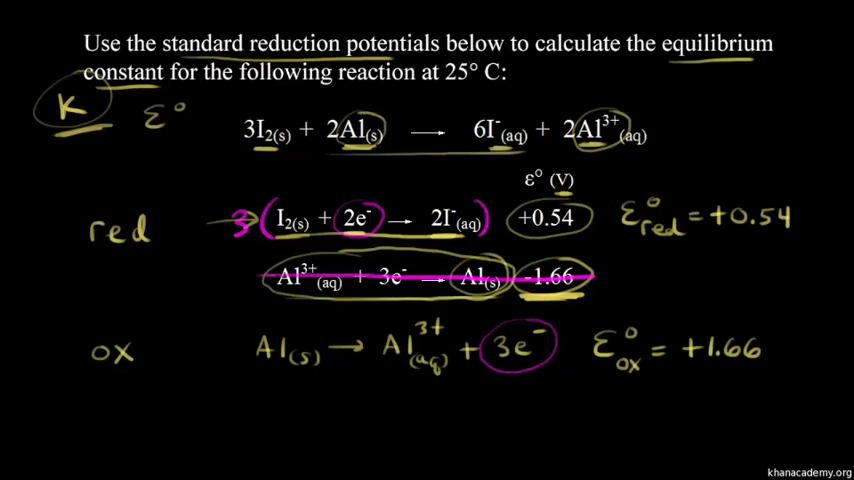 Use the standard reduction potentials below to calculate the equilibrium
constant for the following reaction at 25° C:
K ε°
3I₂(s) + 2Al(s) → 6I⁻(aq) + 2Al³⁺(aq)
ε° (V)
red 3(I₂(s) + 2e⁻ → 2I⁻(aq)) +0.54 ε°red = +0.54
Al³⁺(aq) + 3e⁻ → Al(s) -1.66
ox Al(s) → Al³⁺(aq) + 3e⁻ ε°ox = +1.66
khanacademy.org